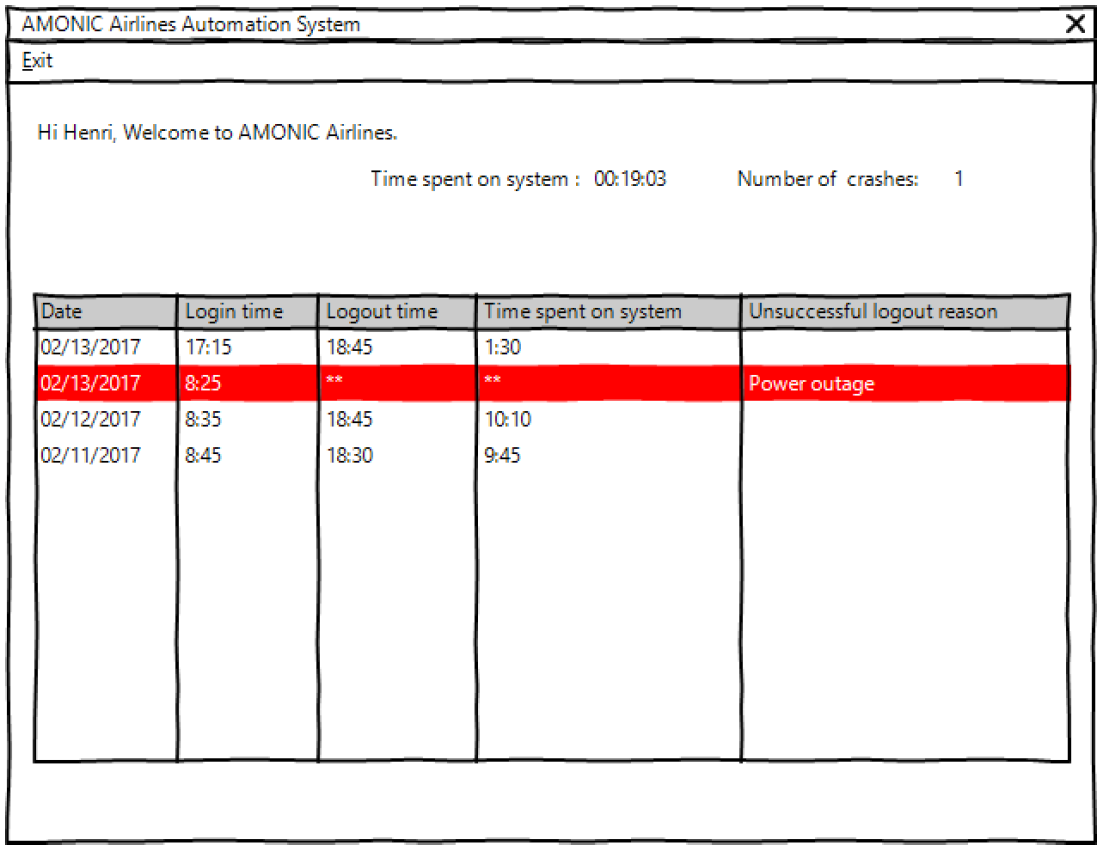 AMONIC Airlines Automation System
Exit
Hi Henri, Welcome to AMONIC Airlines.
Time spent on system : 00:19:03 Number of crashes: 1
Date Login time Logout time Time spent on system Unsuccessful logout reason
02/13/2017 17:15 18:45 1:30
02/13/2017 8:25 ** ** Power outage
02/12/2017 8:35 18:45 10:10
02/11/2017 8:45 18:30 9:45